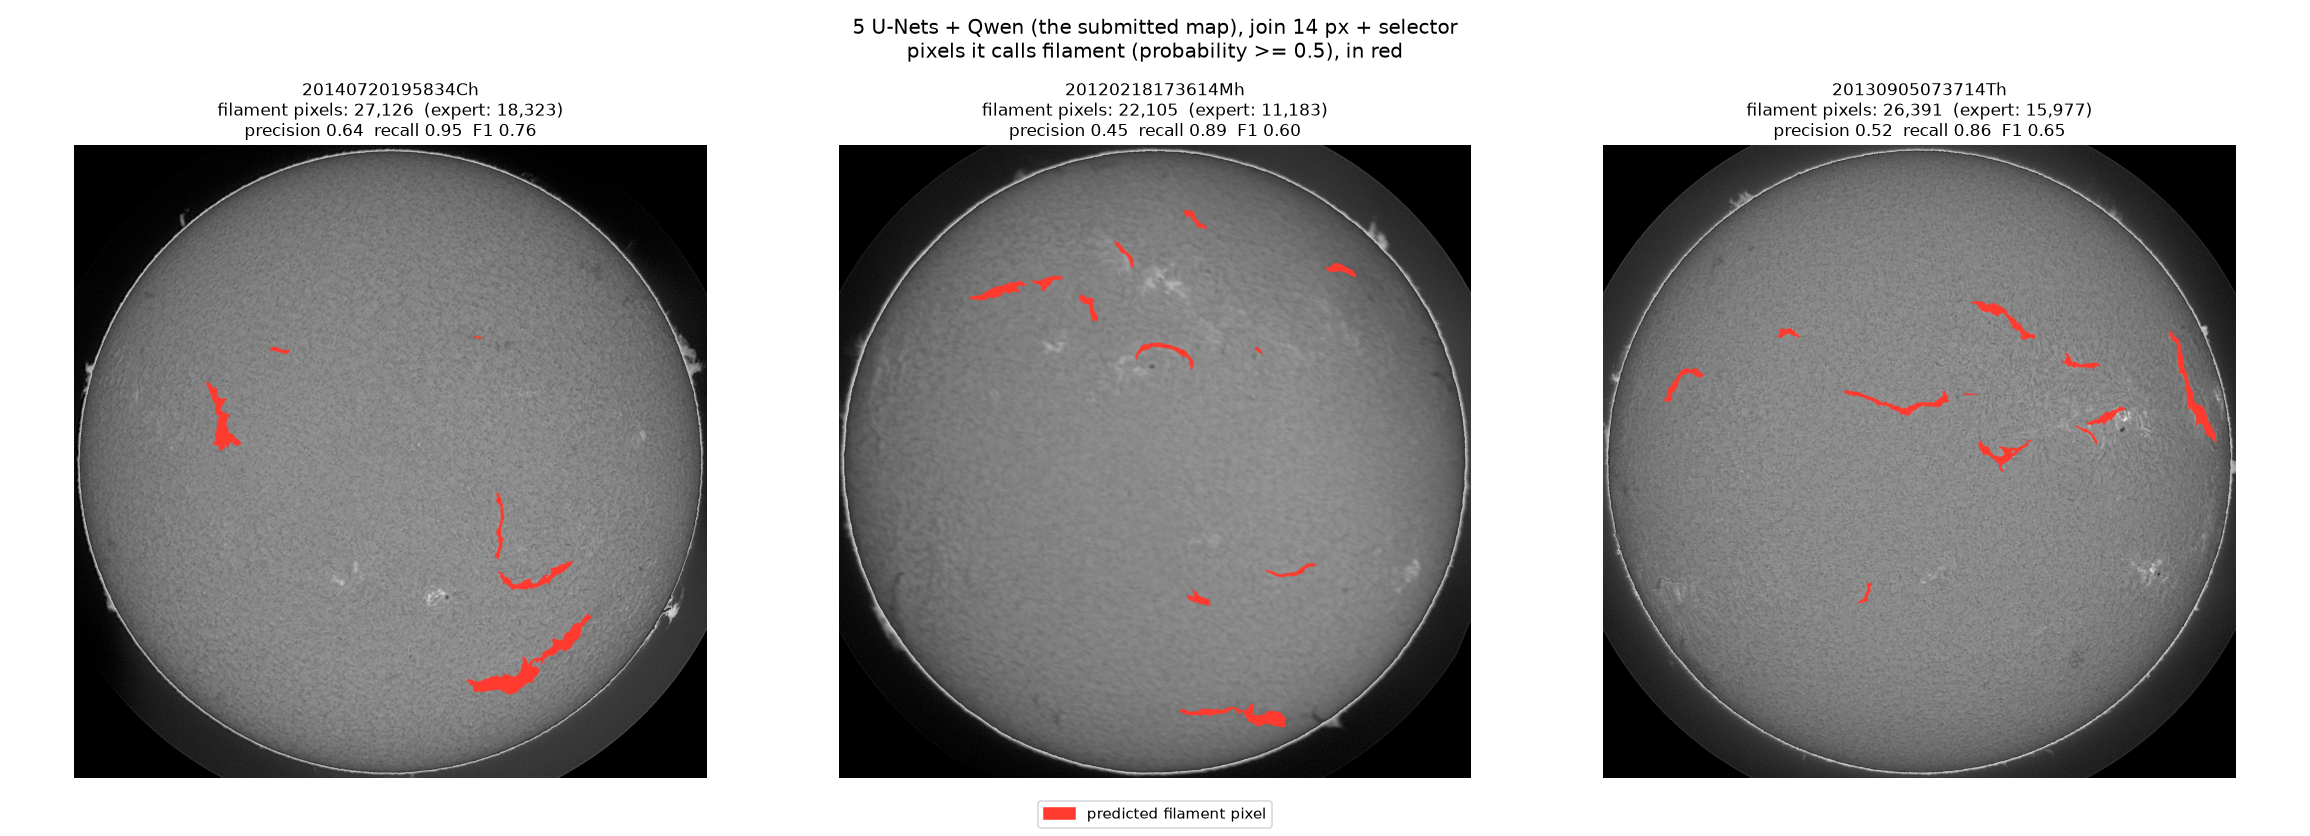 5 U-Nets + Qwen (the submitted map), join 14 px + selector
pixels it calls filament (probability >= 0.5), in red
20140720195834Ch
filament pixels: 27,126  (expert: 18,323)
precision 0.64  recall 0.95  F1 0.76
20120218173614Mh
filament pixels: 22,105  (expert: 11,183)
precision 0.45  recall 0.89  F1 0.60
20130905073714Th
filament pixels: 26,391  (expert: 15,977)
precision 0.52  recall 0.86  F1 0.65
predicted filament pixel